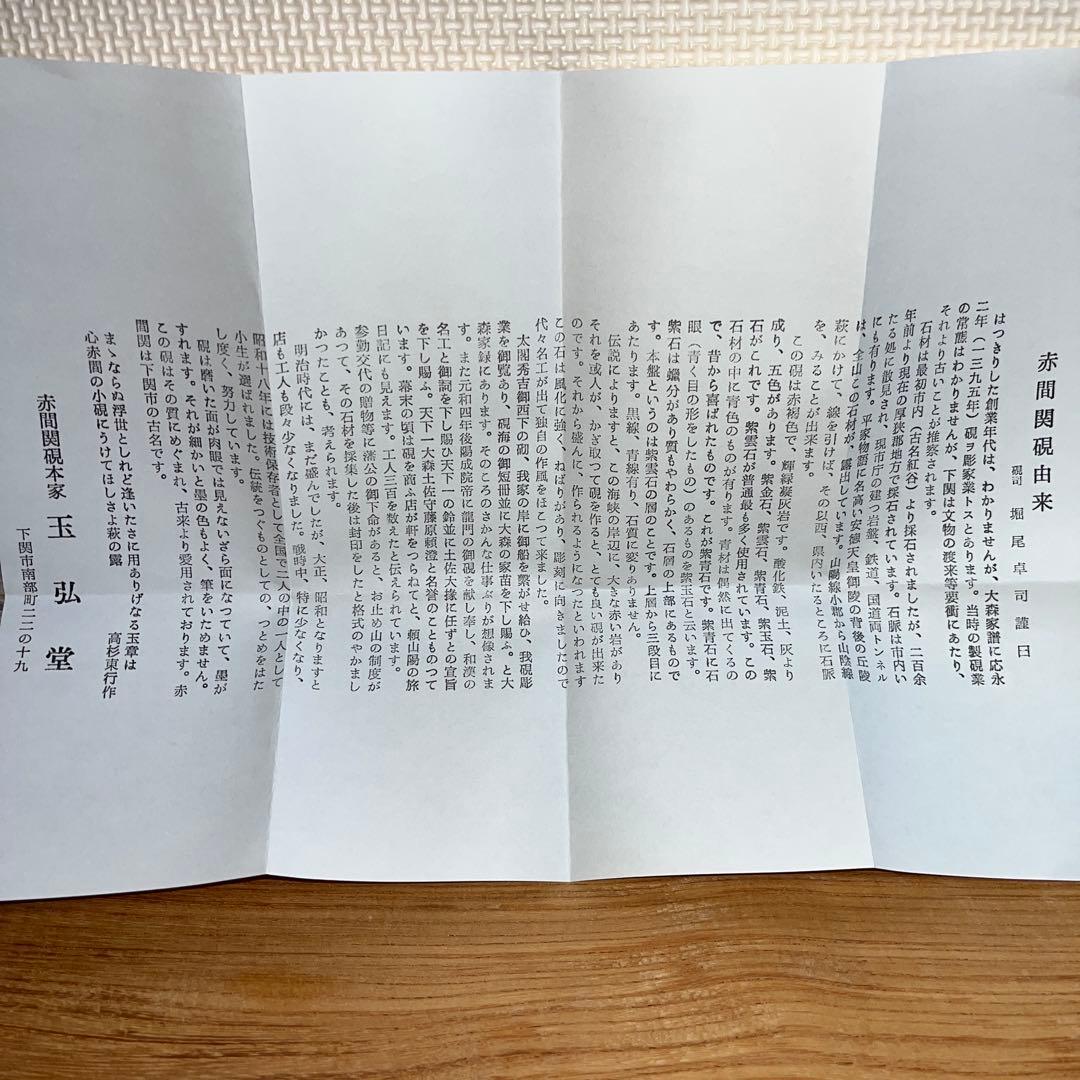 赤間関硯由来
硯司 堀尾卓司謹日
はっきりした創業年代は、わかりませんが、大森家譜に応永
二年（一三九五年）硯ヲ彫家業トスとあります。当時の製硯業
の常態はわかりませんが、下関は文物の渡来等要衝にあたり、
それより古いことが推察されます。
石材は最初市内（古名紅谷）より採石されましたが、二百余
年前より現在の厚狭郡地方で採石されています。石脈は市内い
たる処に散見され、現市庁の建つ岩盤、鉄道、国道両トンネル
にも有ります。平家物語に名高い安徳天皇御陵の背後の丘陵
は、全山この石材が、露出しています。山陽線小郡から山陰線
萩にかけて、線を引けば、その以西、県内いたるところに石脈
を、みることが出来ます。
この硯は赤褐色で、輝緑凝灰岩です。酸化鉄、泥土、灰より
成り、五色があります。紫金石、紫雲石、紫青石、紫玉石、紫
石がこれです。紫雲石が普通最も多く使用されています。この
石材の中に青色のものが有ります。青材は偶然に出てくるの
で、昔から喜ばれたものです。これが紫青石です。紫青石に石
眼（青く目の形をしたもの）のあるものを紫玉石と云います。
紫石は蠟分があり質もやわらかく、石層の上部にあるもので
す。本盤というのは紫雲石の層のことです。上層から三段目に
あたります。黒線、青線有り、石質に変りありません。
伝説によりますと、この海峡の岸辺に、大きな赤い岩があり
それを或人が、かぎ取つて硯を作ると、とても良い硯が出来た
のです。それから盛んに、作られるようになつたといわれます
この石は風化に強く、ねばりがあり、彫刻に向きましたので
代々名工が出て独自の作風をほこつて来ました。
太閤秀吉御西下の砌、我家の岸に御船を繋がせ給ひ、我硯彫
業を御覧あり、硯海の御短冊並に大森の家苗を下し賜ふ。と大
森家録にあります。そのころのさかんな仕事ぶりが想像されま
す。また元和四年後陽成院帝に龍門の御硯を献し奉し、和漢の
名工と御詞を下し賜ひ天下一の鈴並に土佐大掾に任ずとの宣旨
を下し賜ふ。天下一大森土佐守藤原頼澄と名誉のことものつて
います。幕末の頃は硯を商ふ店が軒をつらねてと、頼山陽の旅
日記にも見えます。工人三百を数えたと伝えられています。
参勤交代の贈物等に藩公の御下命があると、お止め山の制度が
あつて、その石材を採集した後は封印をしたと格式のやかまし
かつたことも、考えられます。
明治時代には、まだ盛んでしたが、大正、昭和となりますと
店も工人も段々少なくなりました。戦時中、特に少なくなり、
昭和十八年には技術保存者として全国で二人の中の一人として
小生が選ばれました。伝統をつぐものとしての、つとめをはた
し度く、努力しています。
硯は磨いた面が肉眼では見えないざら面になつていて、墨が
すれます。それが細かいと墨の色もよく、筆をいためません。
この硯はその質にめぐまれ、古来より愛用されております。赤
間関は下関市の古名です。
まゝならぬ浮世としれど逢いたさに用ありげなる玉章は
心赤間の小硯にうけてほしさよ萩の露 高杉東行作
赤間関硯本家 玉弘堂
下関市南部町二二の十九